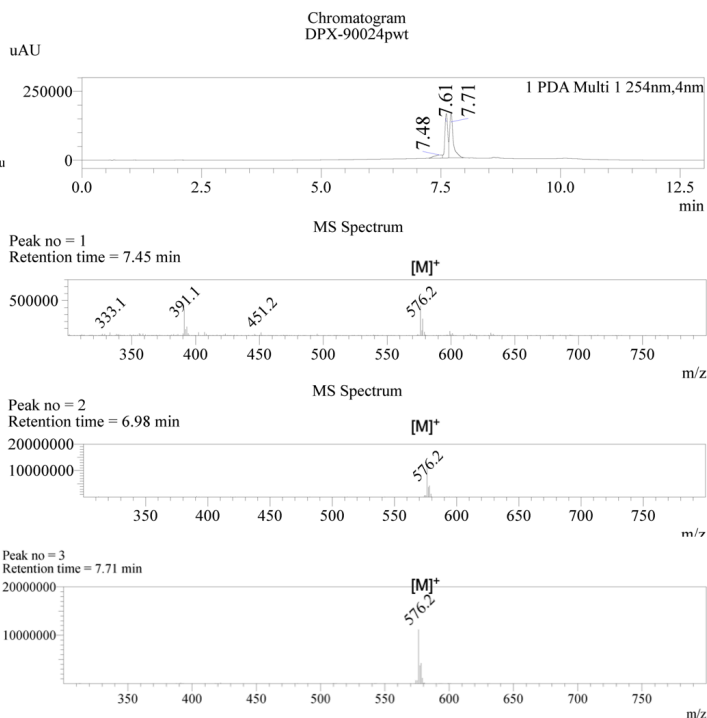 Chromatogram
DPX-90024pwt
uAU
1 PDA Multi 1 254nm,4nm
250000
7.48
7.61
7.71
0
0.0 2.5 5.0 7.5 10.0 12.5
min
MS Spectrum
Peak no = 1
Retention time = 7.45 min
[M]+
500000
333.1 391.1 451.2 576.2
350 400 450 500 550 600 650 700 750
m/z
MS Spectrum
Peak no = 2
Retention time = 6.98 min
[M]+
20000000
10000000
576.2
350 400 450 500 550 600 650 700 750
m/z
Peak no = 3
Retention time = 7.71 min
[M]+
20000000
576.2
10000000
350 400 450 500 550 600 650 700 750
m/z